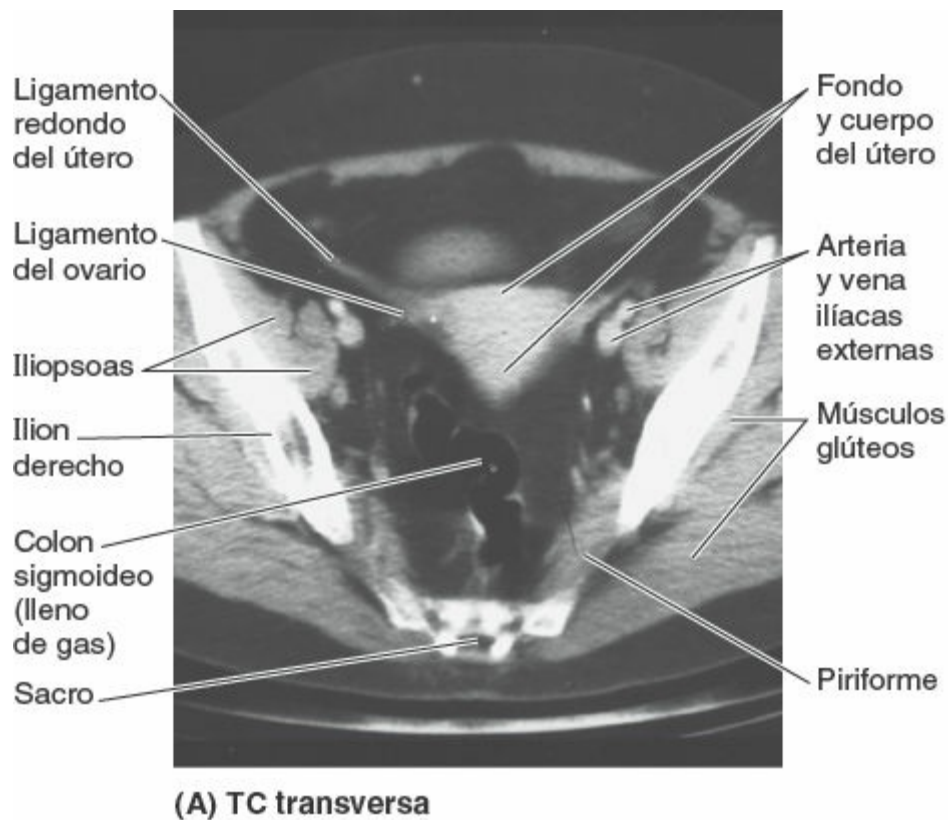 Ligamento
redondo
del útero
Ligamento
del ovario
Iliopsoas
Ilion
derecho
Colon
sigmoideo
(lleno
de gas)
Sacro
Fondo
y cuerpo
del útero
Arteria
y vena
ilíacas
externas
Músculos
glúteos
Piriforme
(A) TC transversa